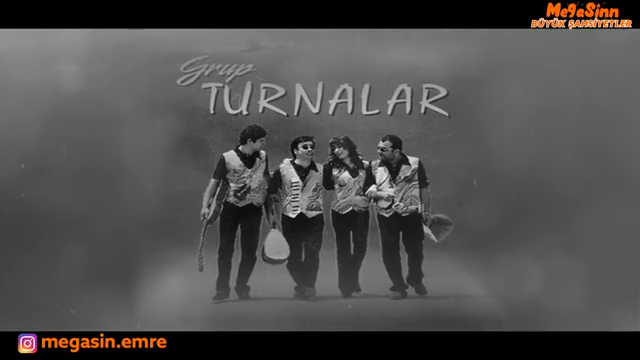 MegaSinn
BÜYÜK ŞAHSİYETLER
Grup
TURNALAR
megasin.emre